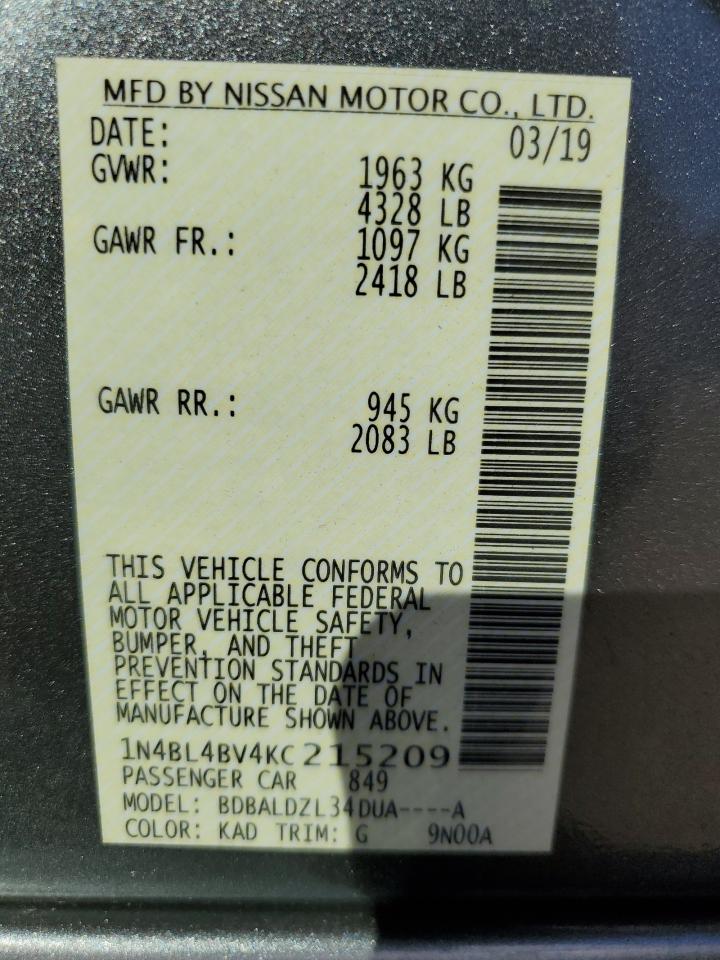 MFD BY NISSAN MOTOR CO., LTD.
DATE: 03/19
GVWR: 1963 KG
4328 LB
GAWR FR.: 1097 KG
2418 LB
GAWR RR.: 945 KG
2083 LB
THIS VEHICLE CONFORMS TO
ALL APPLICABLE FEDERAL
MOTOR VEHICLE SAFETY,
BUMPER, AND THEFT
PREVENTION STANDARDS IN
EFFECT ON THE DATE OF
MANUFACTURE SHOWN ABOVE.
1N4BL4BV4KC215209
PASSENGER CAR 849
MODEL: BDBALDZL34DUA----A
COLOR: KAD TRIM: G 9N00A